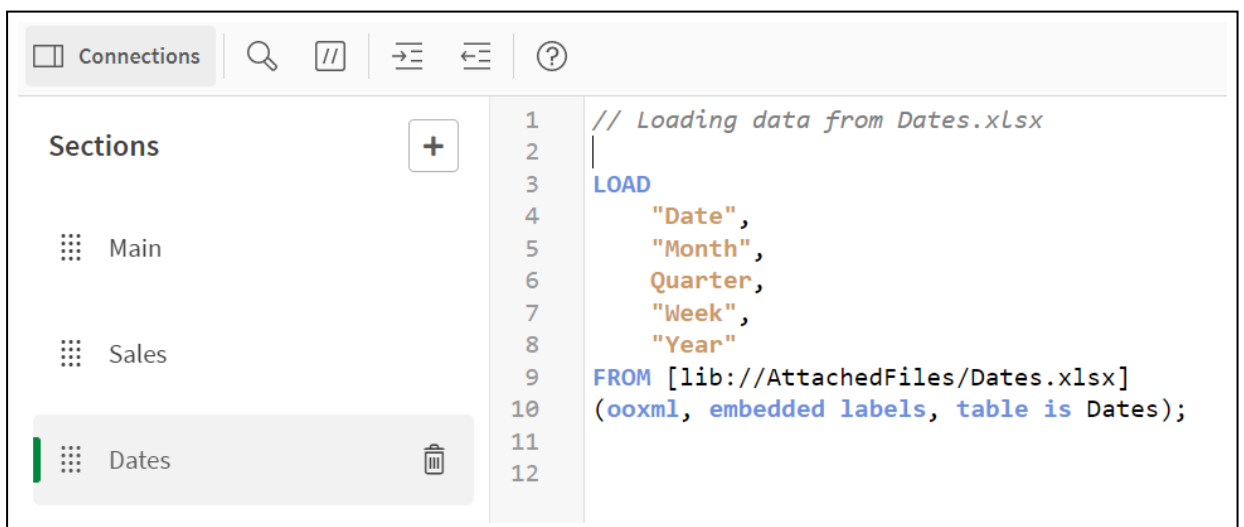 Connections
Sections
Main
Sales
Dates
1 // Loading data from Dates.xlsx
2
3 LOAD
4 "Date",
5 "Month",
6 Quarter,
7 "Week",
8 "Year"
9 FROM [lib://AttachedFiles/Dates.xlsx]
10 (ooxml, embedded labels, table is Dates);
11
12